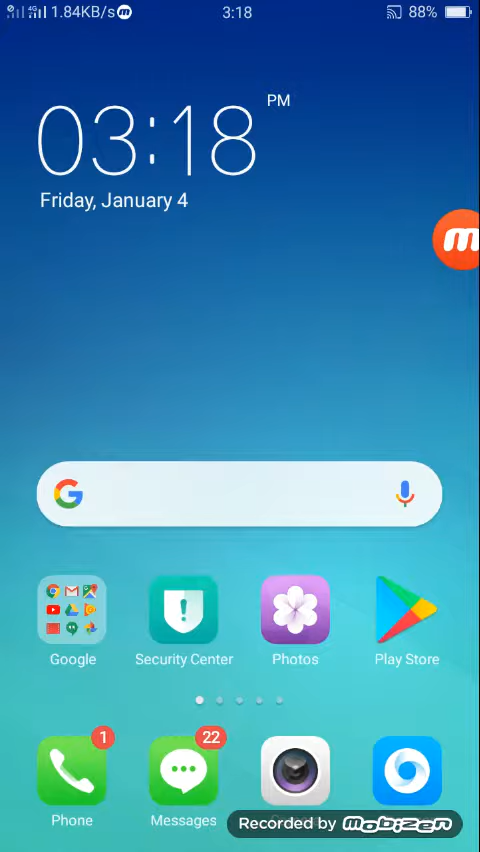 4G 1.84KB/s m 3:18 88%
03:18 PM
Friday, January 4
m
G
Google Security Center Photos Play Store
1 22
Phone Messages
Recorded by mobizen